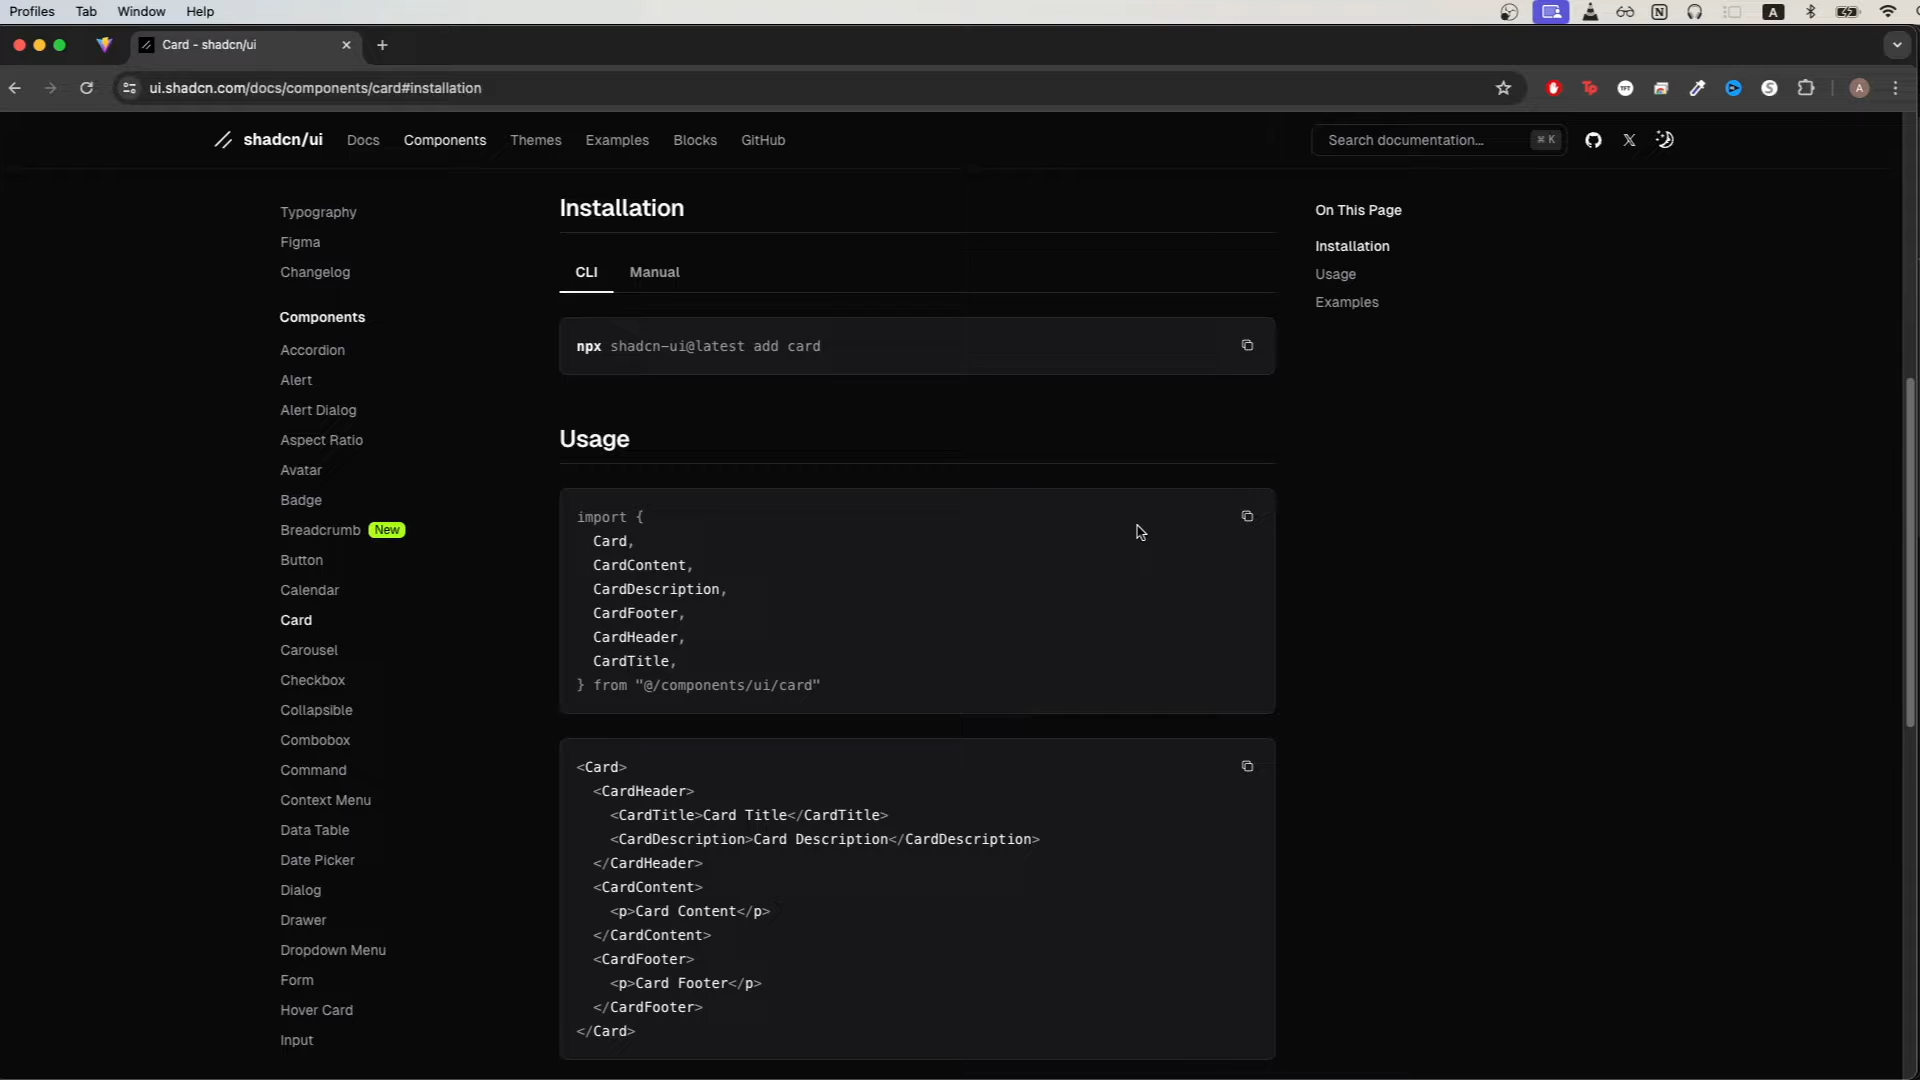 Profiles Tab Window Help
Card - shadcn/ui
ui.shadcn.com/docs/components/card#installation
shadcn/ui Docs Components Themes Examples Blocks GitHub Search documentation... ⌘ K
Typography
Figma
Changelog
Components
Accordion
Alert
Alert Dialog
Aspect Ratio
Avatar
Badge
Breadcrumb New
Button
Calendar
Card
Carousel
Checkbox
Collapsible
Combobox
Command
Context Menu
Data Table
Date Picker
Dialog
Drawer
Dropdown Menu
Form
Hover Card
Input
Installation
CLI Manual
npx shadcn-ui@latest add card
Usage
import {
  Card,
  CardContent,
  CardDescription,
  CardFooter,
  CardHeader,
  CardTitle,
} from "@/components/ui/card"
<Card>
  <CardHeader>
    <CardTitle>Card Title</CardTitle>
    <CardDescription>Card Description</CardDescription>
  </CardHeader>
  <CardContent>
    <p>Card Content</p>
  </CardContent>
  <CardFooter>
    <p>Card Footer</p>
  </CardFooter>
</Card>
On This Page
Installation
Usage
Examples